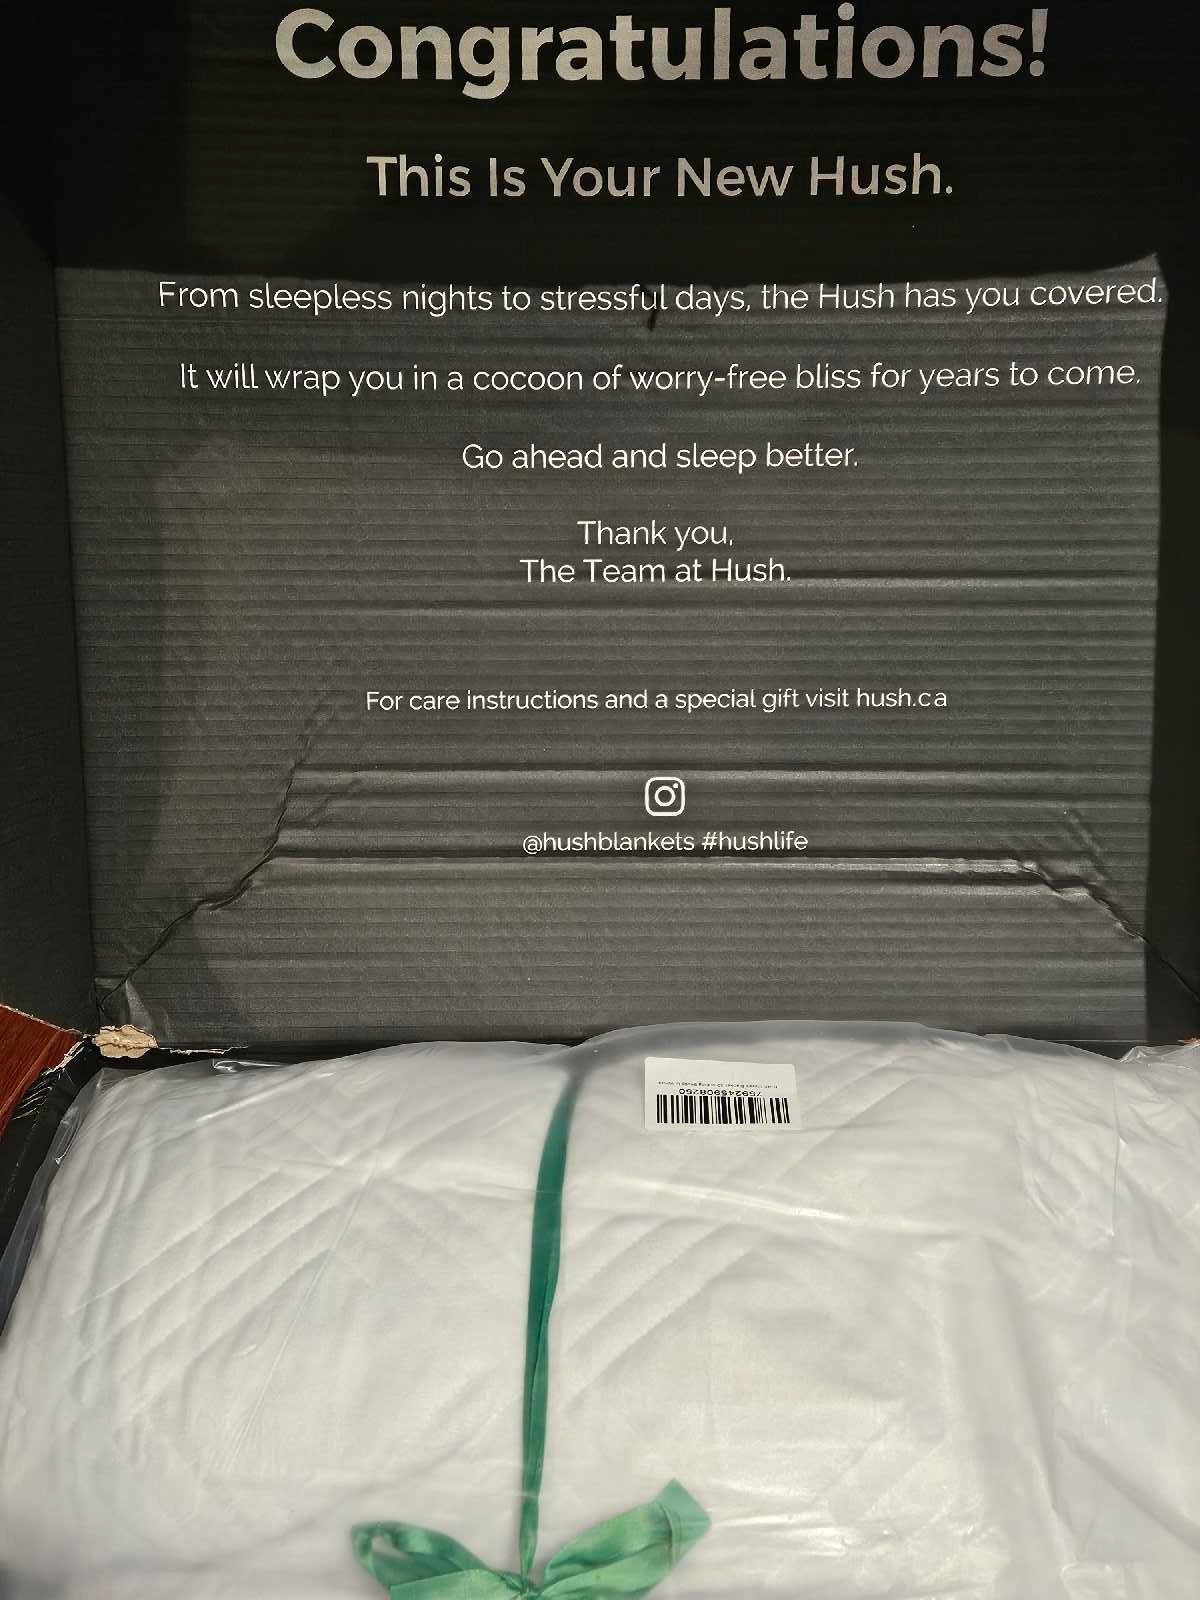 Congratulations!
This Is Your New Hush.
From sleepless nights to stressful days, the Hush has you covered.
It will wrap you in a cocoon of worry-free bliss for years to come.
Go ahead and sleep better.
Thank you,
The Team at Hush.
For care instructions and a special gift visit hush.ca
@hushblankets #hushlife
769245908250